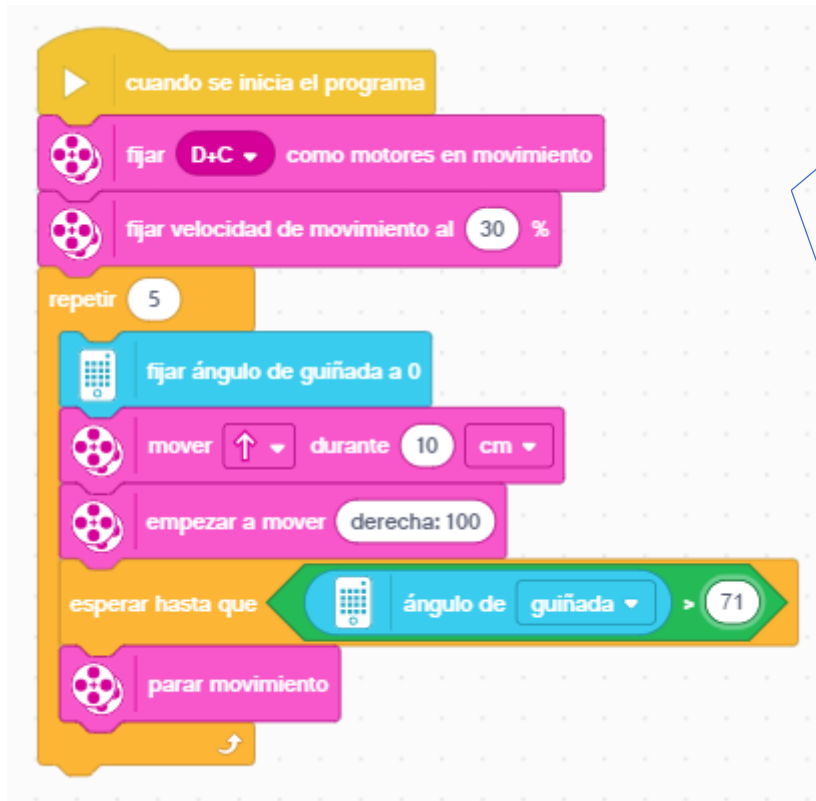 cuando se inicia el programa
fijar D+C como motores en movimiento
fijar velocidad de movimiento al 30 %
repetir 5
fijar ángulo de guiñada a 0
mover durante 10 cm
empezar a mover derecha: 100
esperar hasta que ángulo de guiñada > 71
parar movimiento